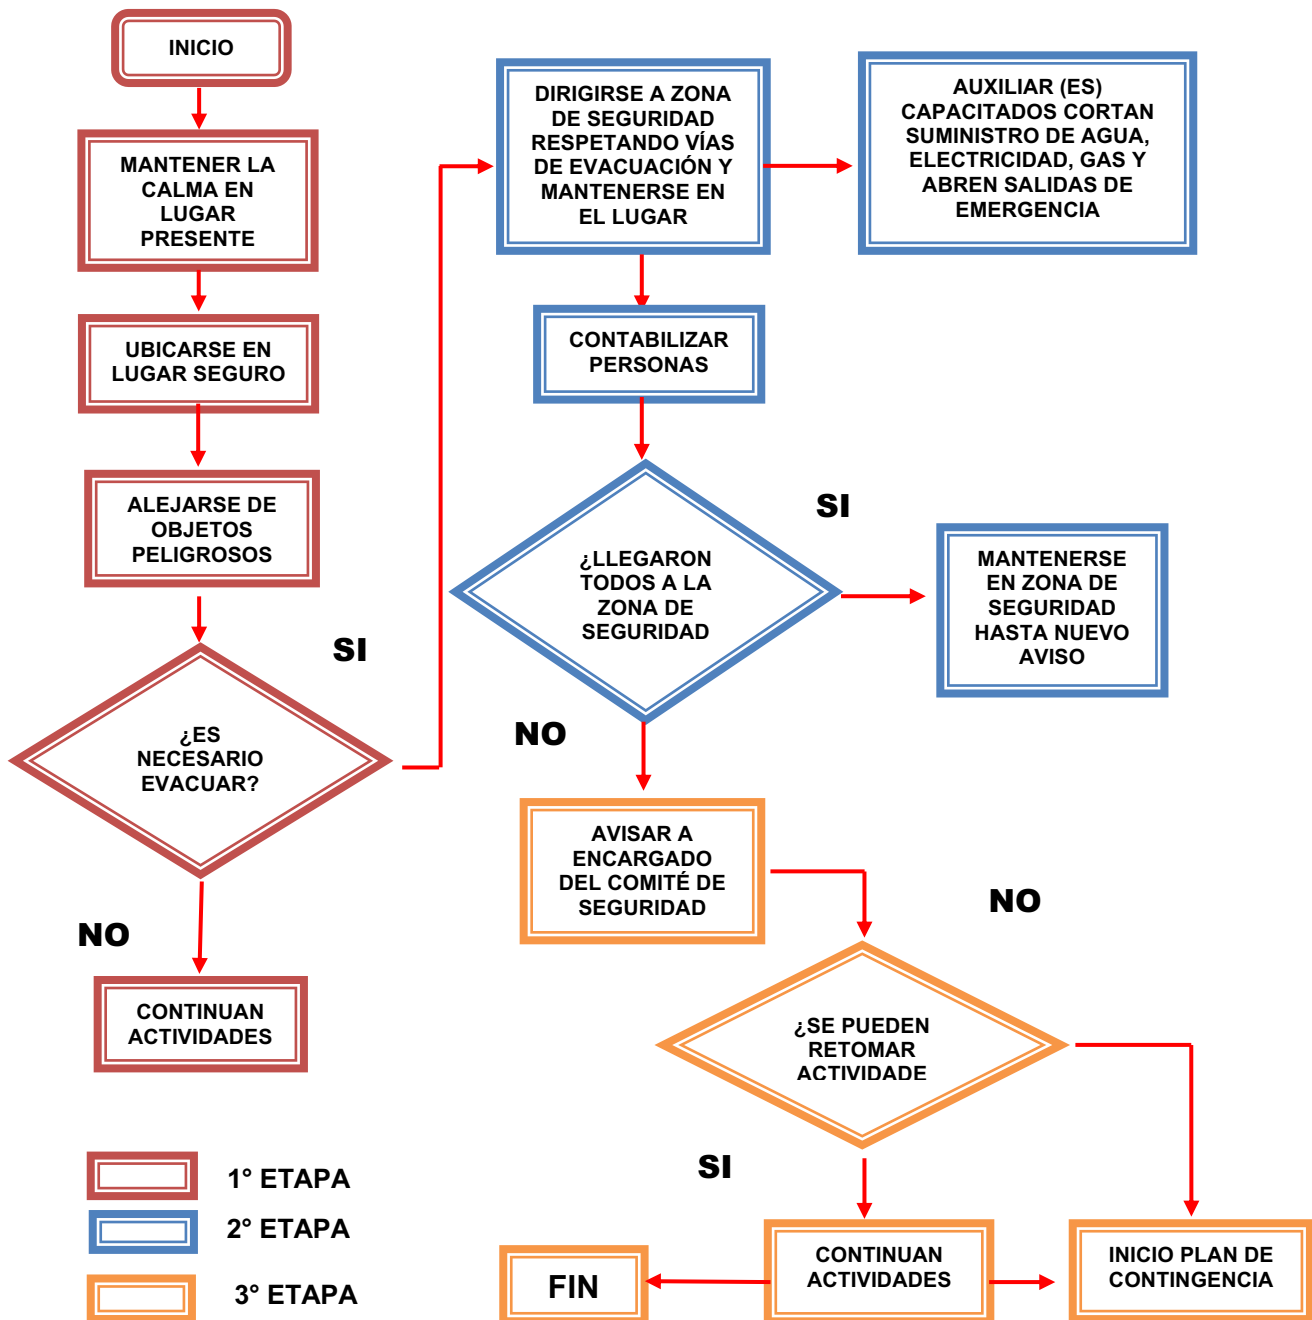 INICIO
MANTENER LA
CALMA EN
LUGAR
PRESENTE
UBICARSE EN
LUGAR SEGURO
ALEJARSE DE
OBJETOS
PELIGROSOS
SI
¿ES
NECESARIO
EVACUAR?
NO
CONTINUAN
ACTIVIDADES
DIRIGIRSE A ZONA
DE SEGURIDAD
RESPETANDO VÍAS
DE EVACUACIÓN Y
MANTENERSE EN
EL LUGAR
AUXILIAR (ES)
CAPACITADOS CORTAN
SUMINISTRO DE AGUA,
ELECTRICIDAD, GAS Y
ABREN SALIDAS DE
EMERGENCIA
CONTABILIZAR
PERSONAS
SI
¿LLEGARON
TODOS A LA
ZONA DE
SEGURIDAD
MANTENERSE
EN ZONA DE
SEGURIDAD
HASTA NUEVO
AVISO
NO
AVISAR A
ENCARGADO
DEL COMITÉ DE
SEGURIDAD
NO
¿SE PUEDEN
RETOMAR
ACTIVIDADE
SI
CONTINUAN
ACTIVIDADES
INICIO PLAN DE
CONTINGENCIA
FIN
1° ETAPA
2° ETAPA
3° ETAPA